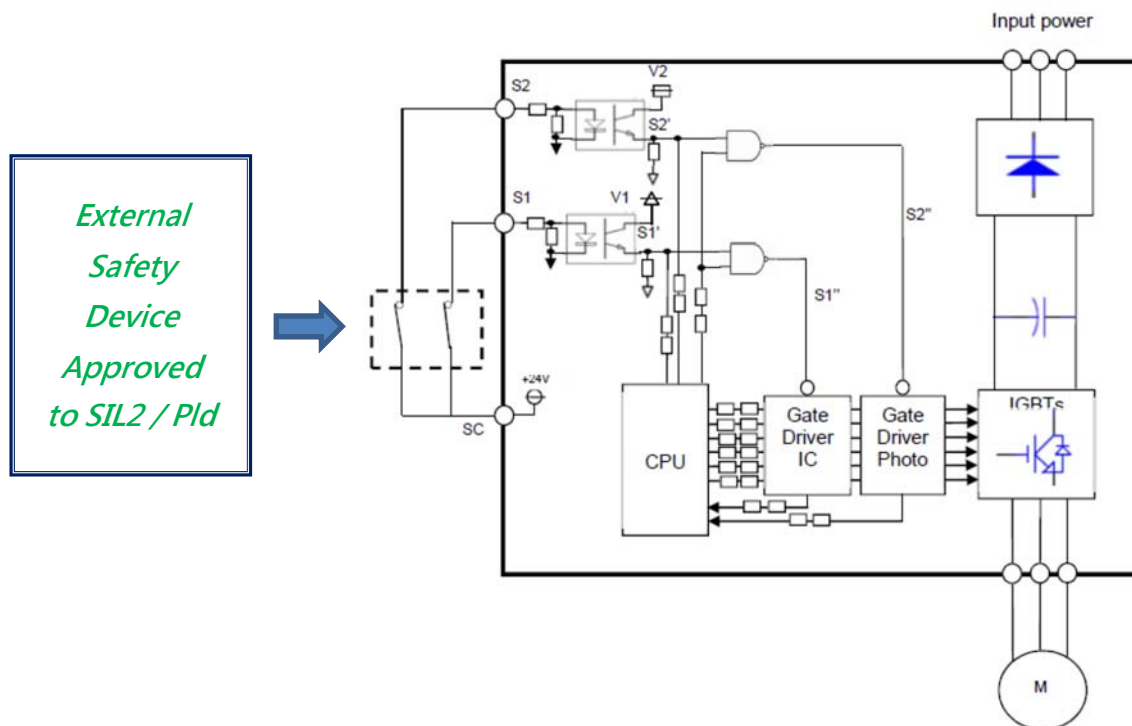 Input power
S2
V2
S2'
S1
V1
S1'
S2"
S1"
External
Safety
Device
Approved
to SIL2 / Pld
+24V
SC
CPU
Gate
Driver
IC
Gate
Driver
Photo
IGBTs
M